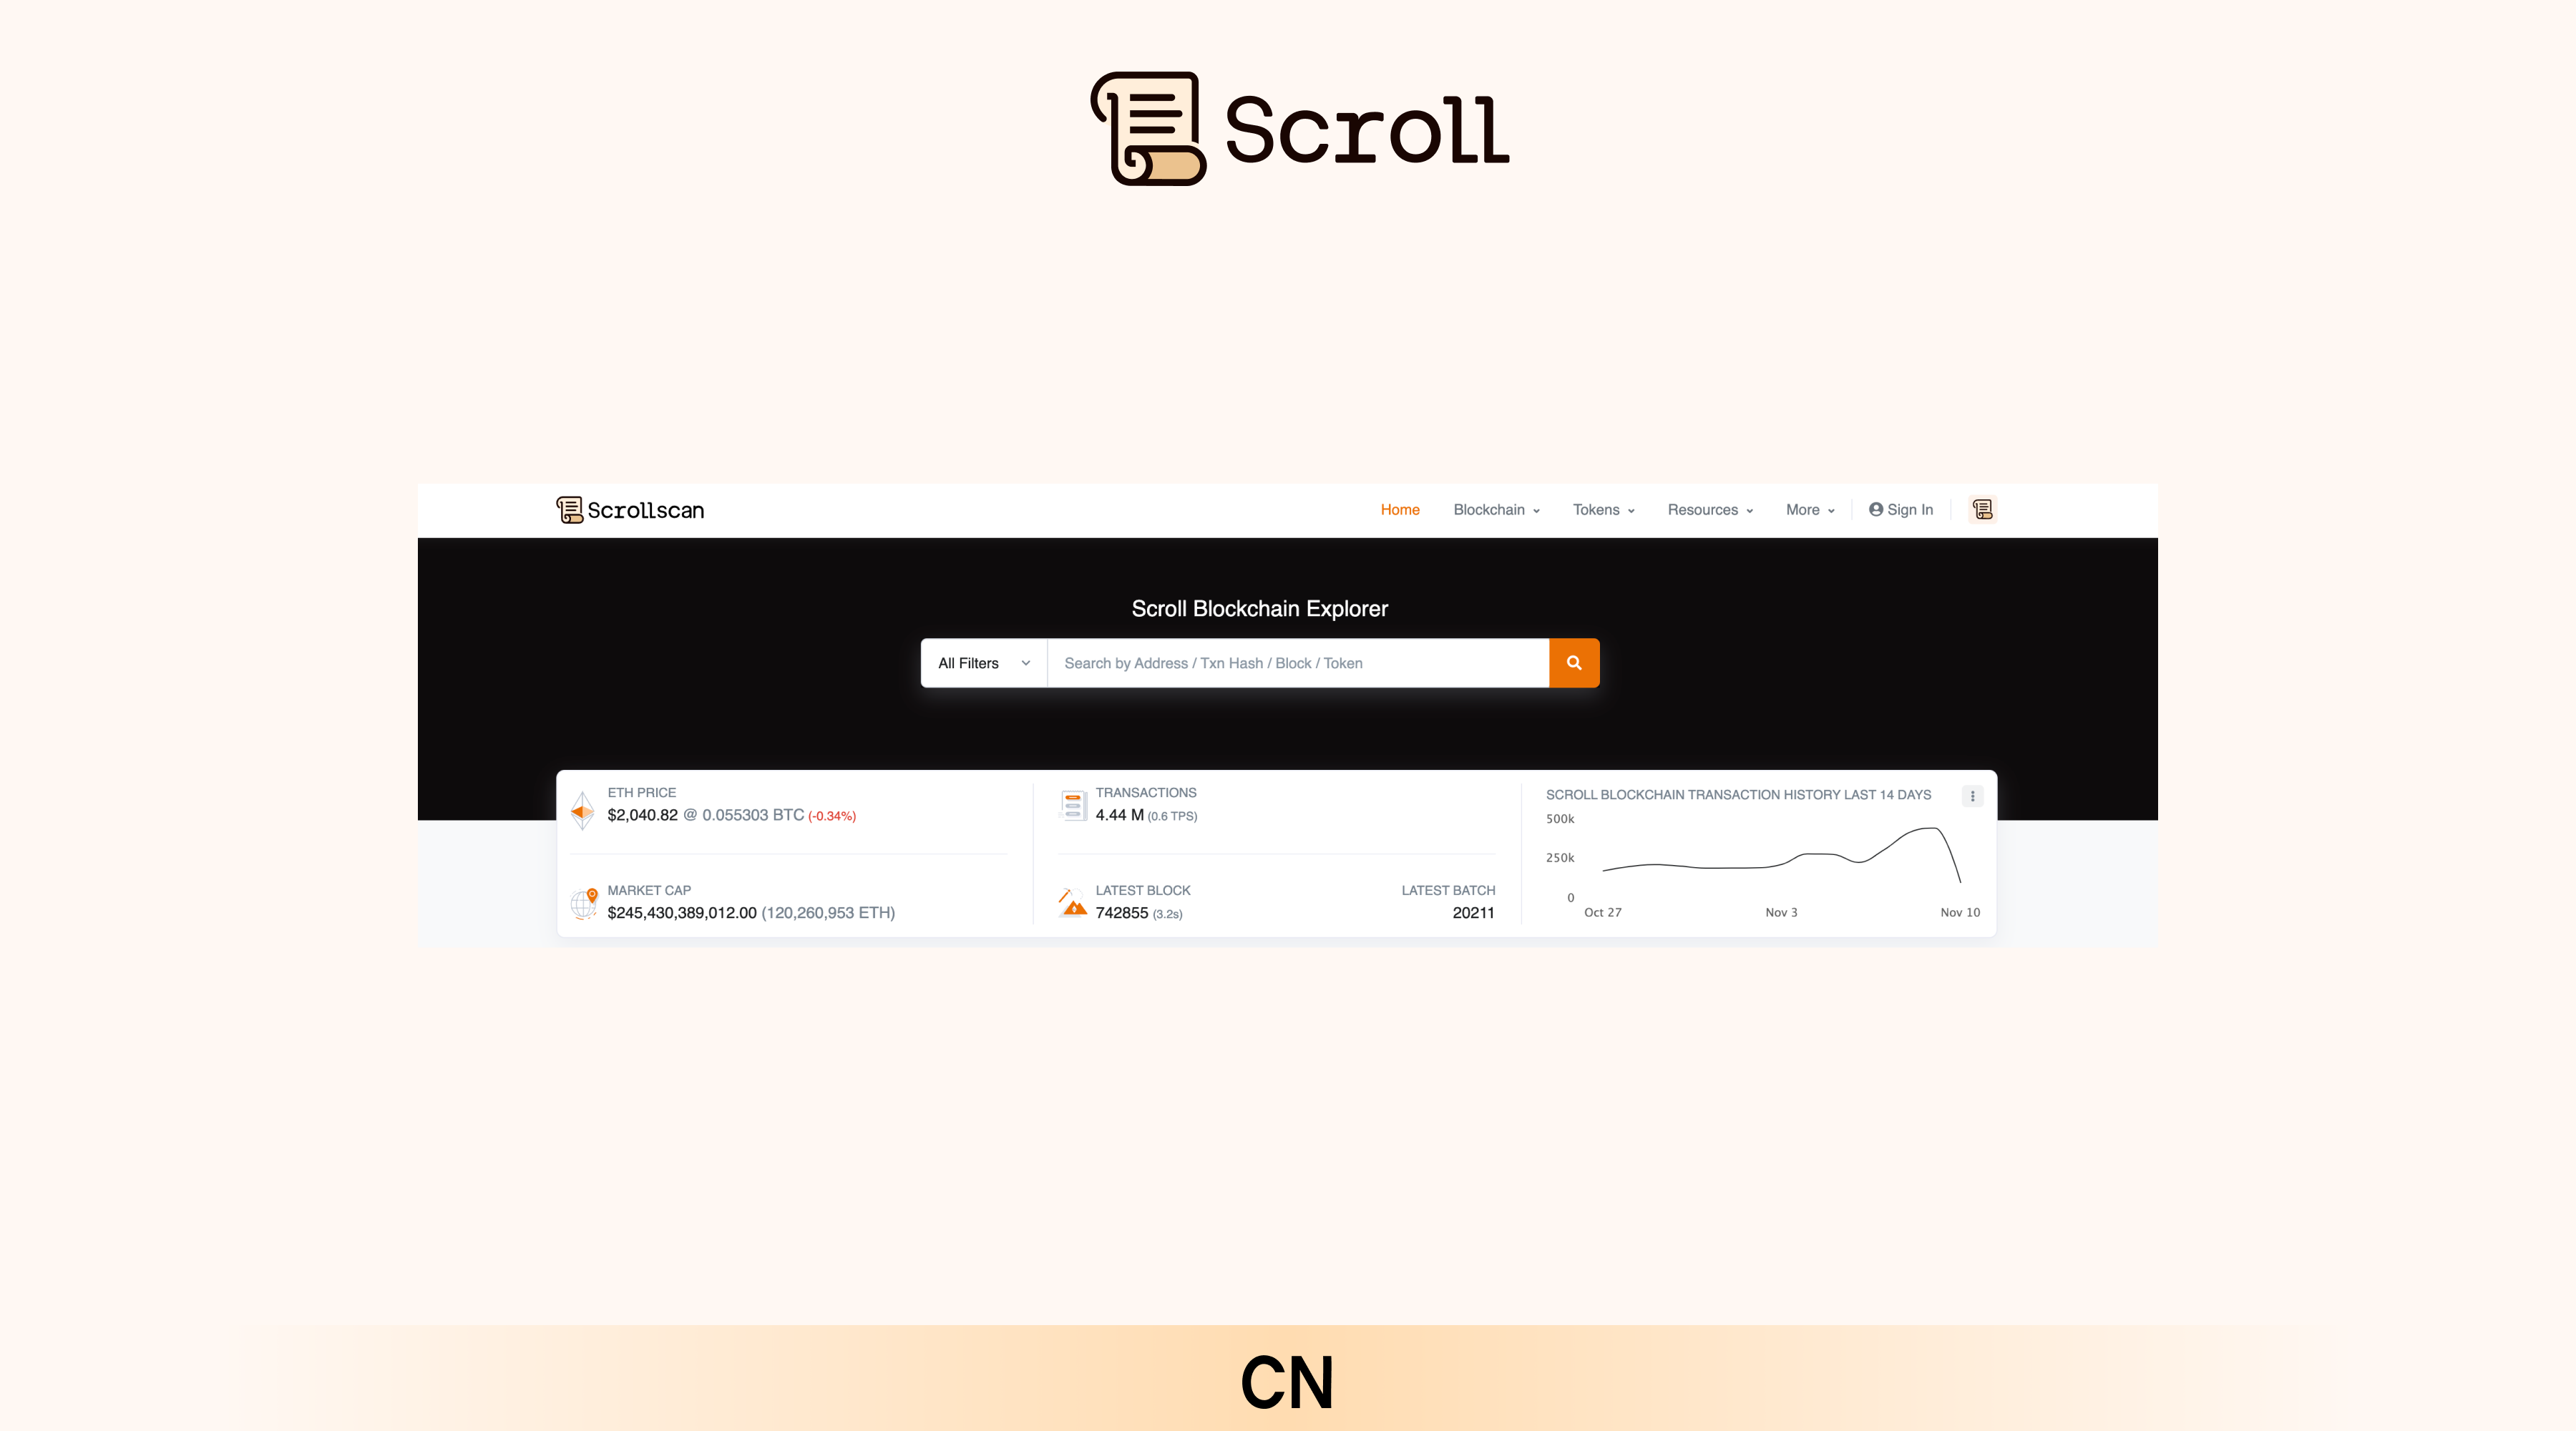 Scroll
Scrollscan
Home Blockchain Tokens Resources More Sign In
Scroll Blockchain Explorer
All Filters Search by Address / Txn Hash / Block / Token
ETH PRICE
$2,040.82 @ 0.055303 BTC (-0.34%)
MARKET CAP
$245,430,389,012.00 (120,260,953 ETH)
TRANSACTIONS
4.44 M (0.6 TPS)
LATEST BLOCK
742855 (3.2s)
LATEST BATCH
20211
SCROLL BLOCKCHAIN TRANSACTION HISTORY LAST 14 DAYS
500k
250k
0
Oct 27 Nov 3 Nov 10
CN